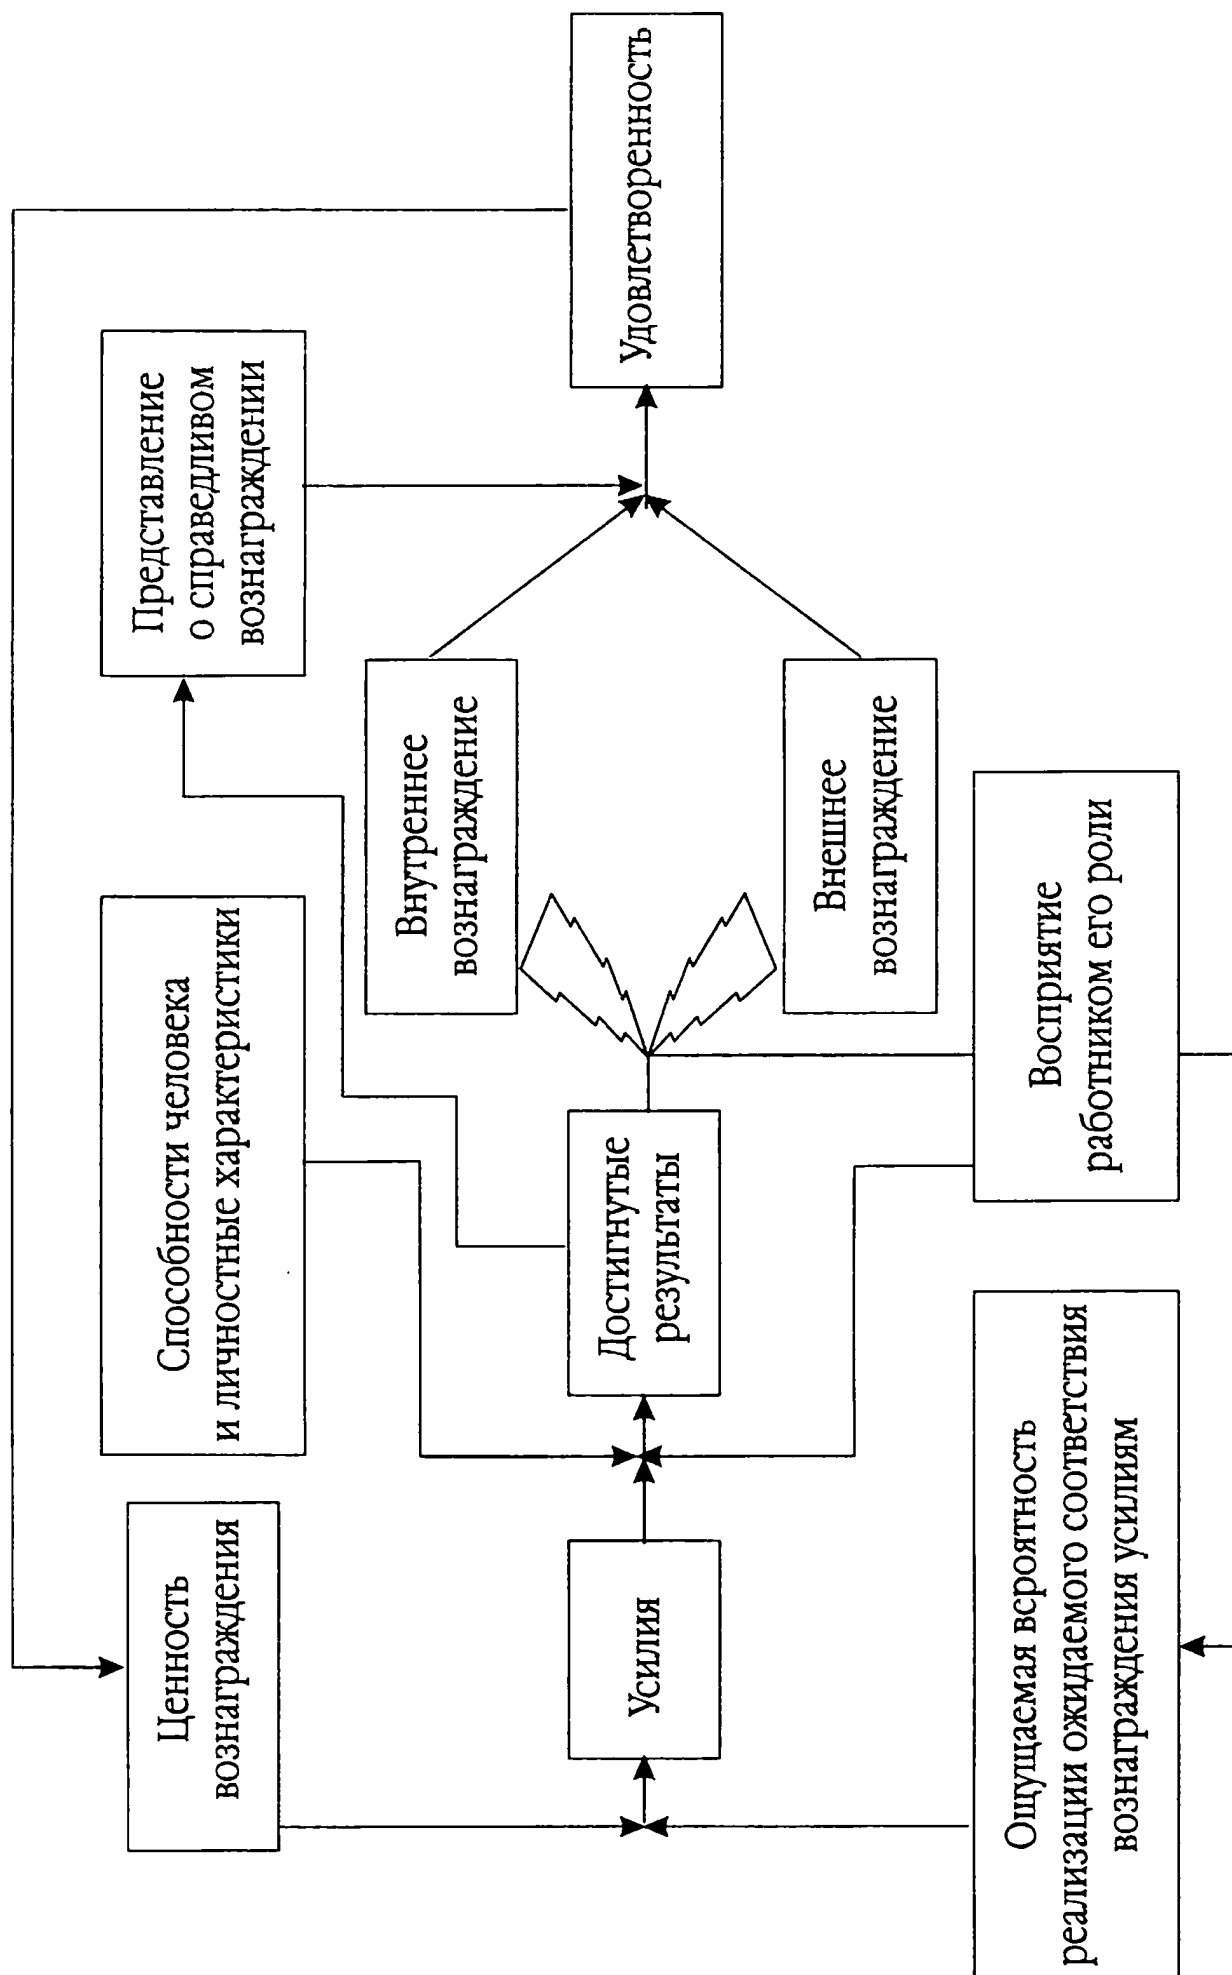 Ценность
вознаграждения
Способности человека
и личностные характеристики
Представление
о справедливом
вознаграждении
Внутреннее
вознаграждение
Усилия
Достигнутые
результаты
Удовлетворенность
Внешнее
вознаграждение
Ощущаемая всроятность
реализации ожидаемого соответствия
вознаграждения усилиям
Восприятие
работником его роли